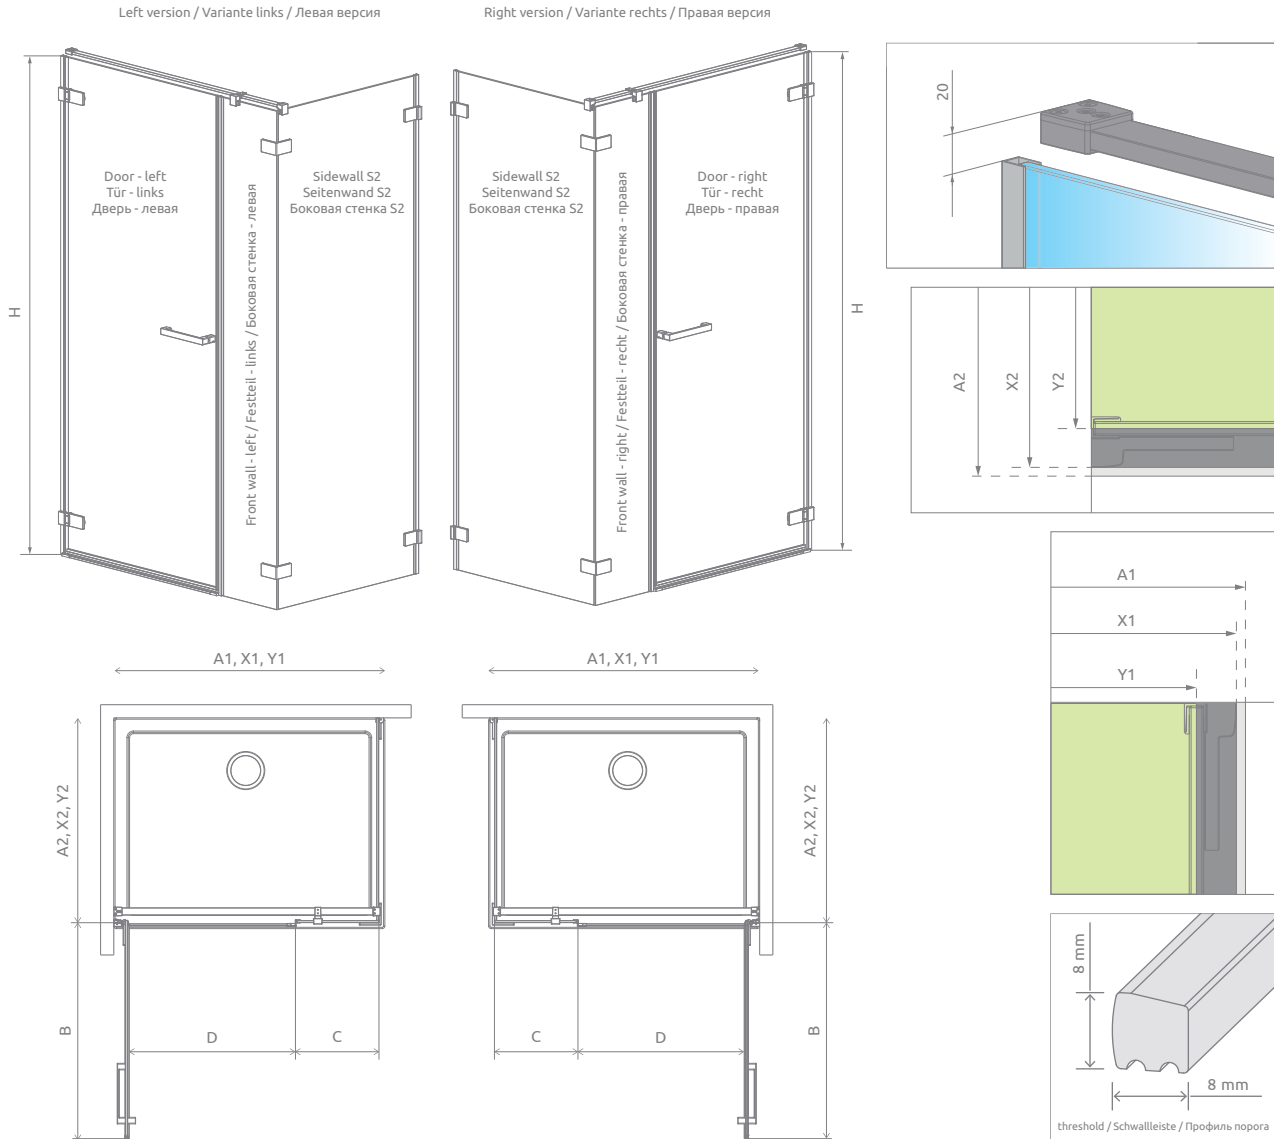 Left version / Variante links / Левая версия
Right version / Variante rechts / Правая версия
20
Door - left
Tür - links
Дверь - левая
Sidewall S2
Seitenwand S2
Боковая стенка S2
Sidewall S2
Seitenwand S2
Боковая стенка S2
Door - right
Tür - recht
Дверь - правая
H
Front wall - left / Festteil - links / Боковая стенка - левая
Front wall - right / Festteil - recht / Боковая стенка - правая
H
A2
X2
Y2
A1
X1
Y1
A1, X1, Y1
A1, X1, Y1
A2, X2, Y2
A2, X2, Y2
B
D
C
C
D
B
8 mm
8 mm
threshold / Schwallleiste / Профиль порога